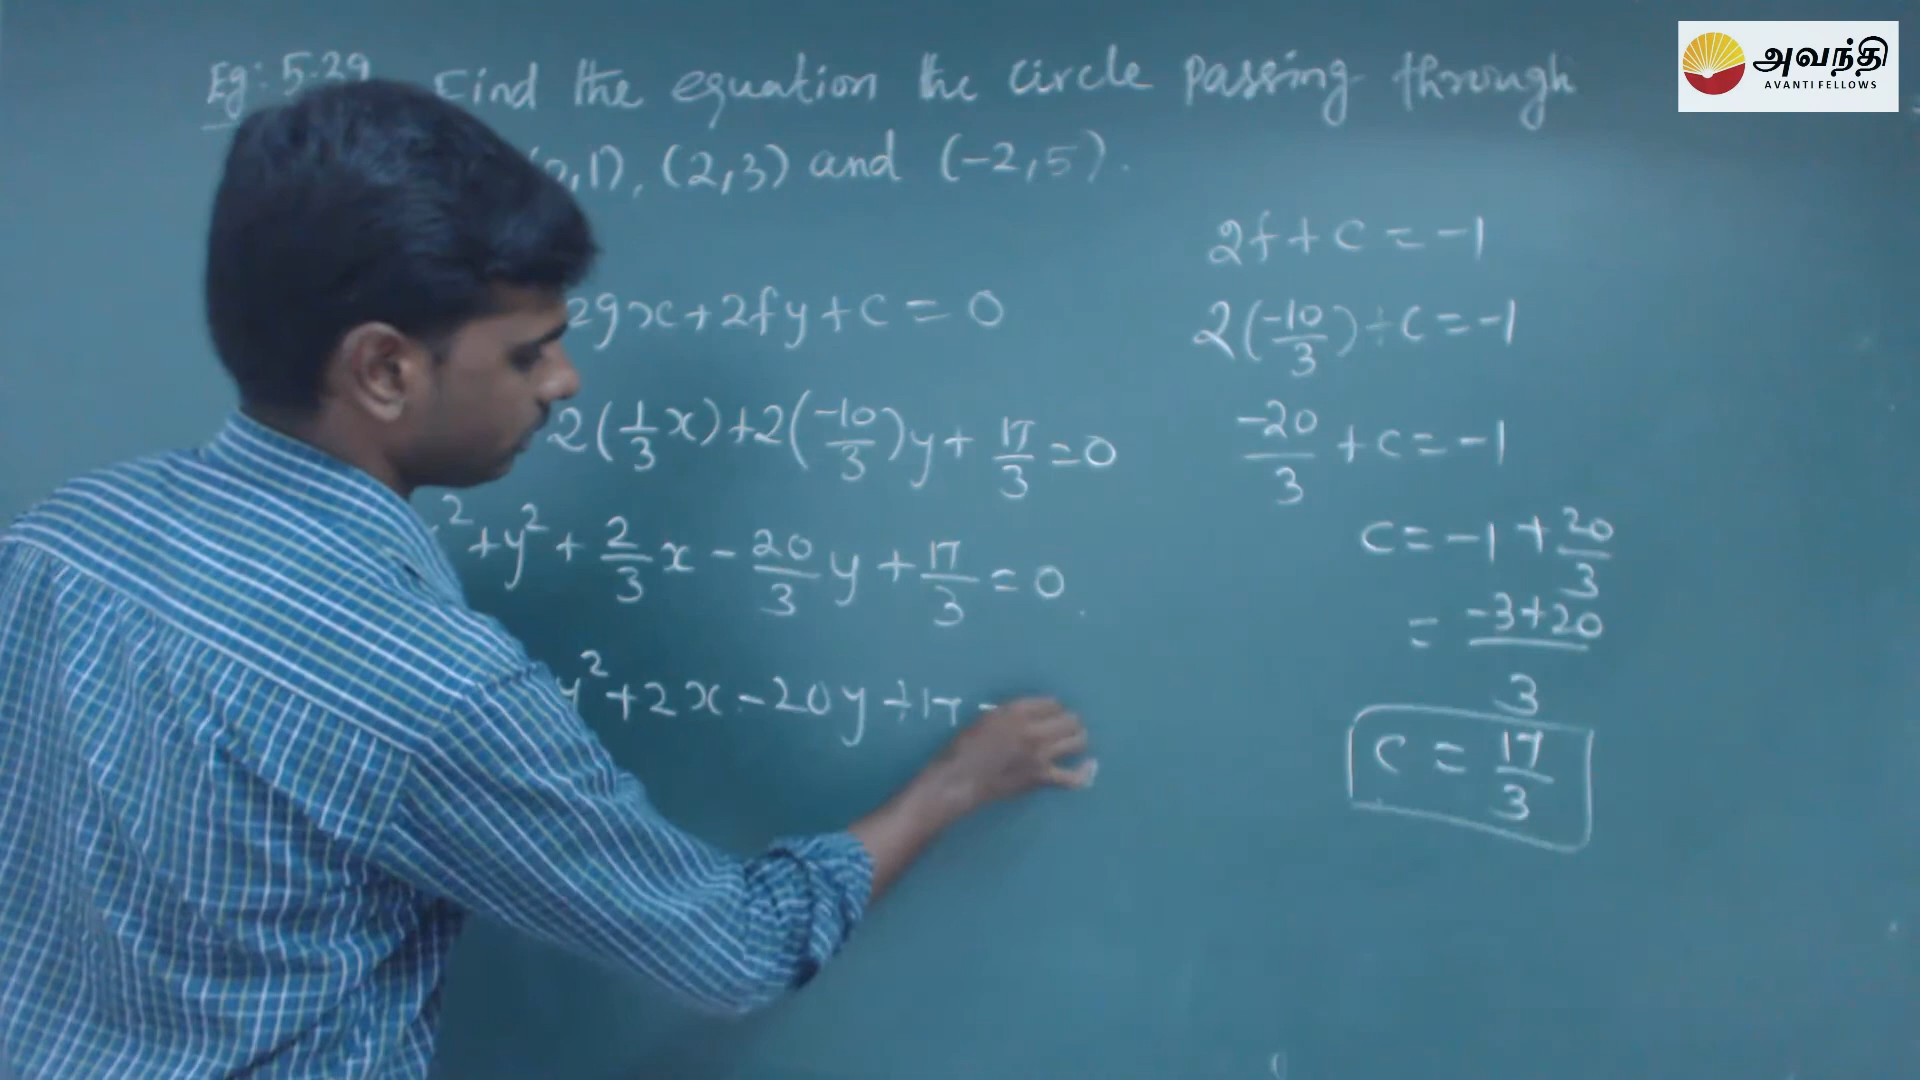 Eg: 5.39 Find the equation the circle passing through
,1), (2,3) and (-2,5).
2gx+2fy+c=0
2(1/3 x)+2(-10/3)y+17/3=0
²+y²+2/3x-20/3y+17/3=0
y²+2x-20y+17
2f+c=-1
2(-10/3)+c=-1
-20/3+c=-1
c=-1+20/3
=-3+20/3
c=17/3
அவந்தி
AVANTI FELLOWS